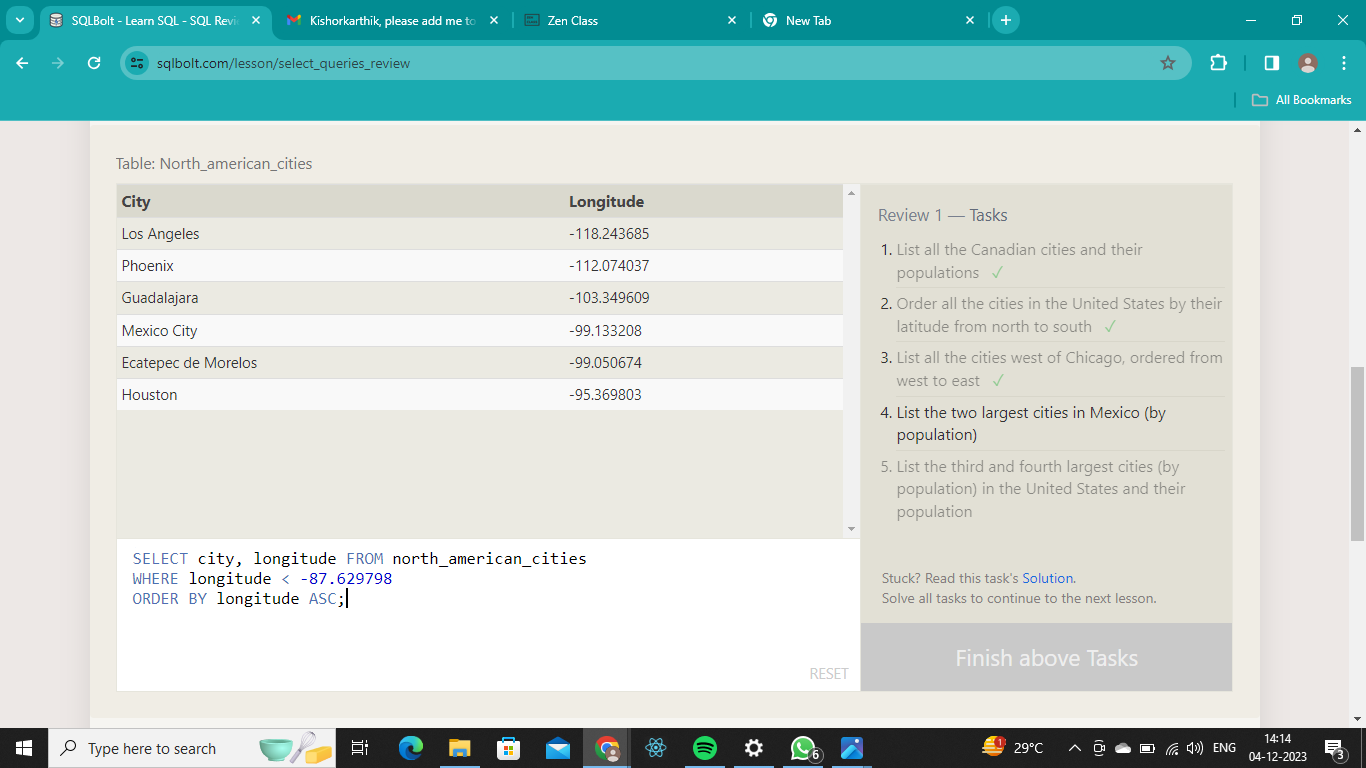 SQLBolt - Learn SQL - SQL Revi
Kishorkarthik, please add me to
Zen Class
New Tab
sqlbolt.com/lesson/select_queries_review
All Bookmarks
Table: North_american_cities
City Longitude
Los Angeles -118.243685
Phoenix -112.074037
Guadalajara -103.349609
Mexico City -99.133208
Ecatepec de Morelos -99.050674
Houston -95.369803
SELECT city, longitude FROM north_american_cities
WHERE longitude < -87.629798
ORDER BY longitude ASC;
RESET
Review 1 — Tasks
1. List all the Canadian cities and their
populations ✓
2. Order all the cities in the United States by their
latitude from north to south ✓
3. List all the cities west of Chicago, ordered from
west to east ✓
4. List the two largest cities in Mexico (by
population)
5. List the third and fourth largest cities (by
population) in the United States and their
population
Stuck? Read this task's Solution.
Solve all tasks to continue to the next lesson.
Finish above Tasks
Type here to search
6
1
29°C
ENG
14:14
04-12-2023
3